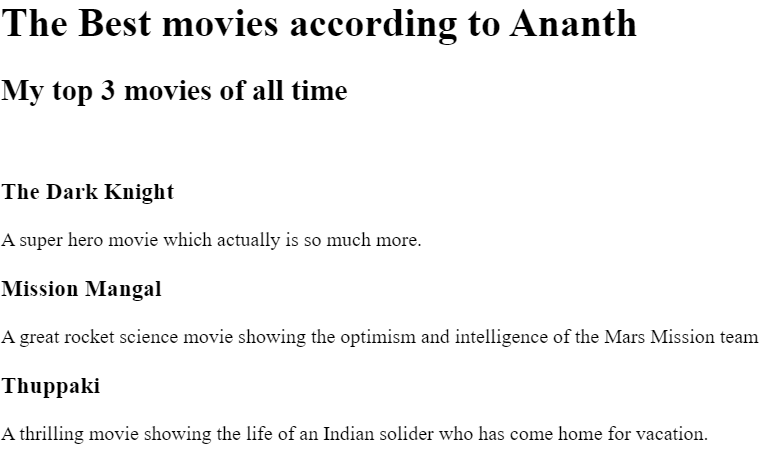 The Best movies according to Ananth
My top 3 movies of all time
The Dark Knight
A super hero movie which actually is so much more.
Mission Mangal
A great rocket science movie showing the optimism and intelligence of the Mars Mission team
Thuppaki
A thrilling movie showing the life of an Indian solider who has come home for vacation.